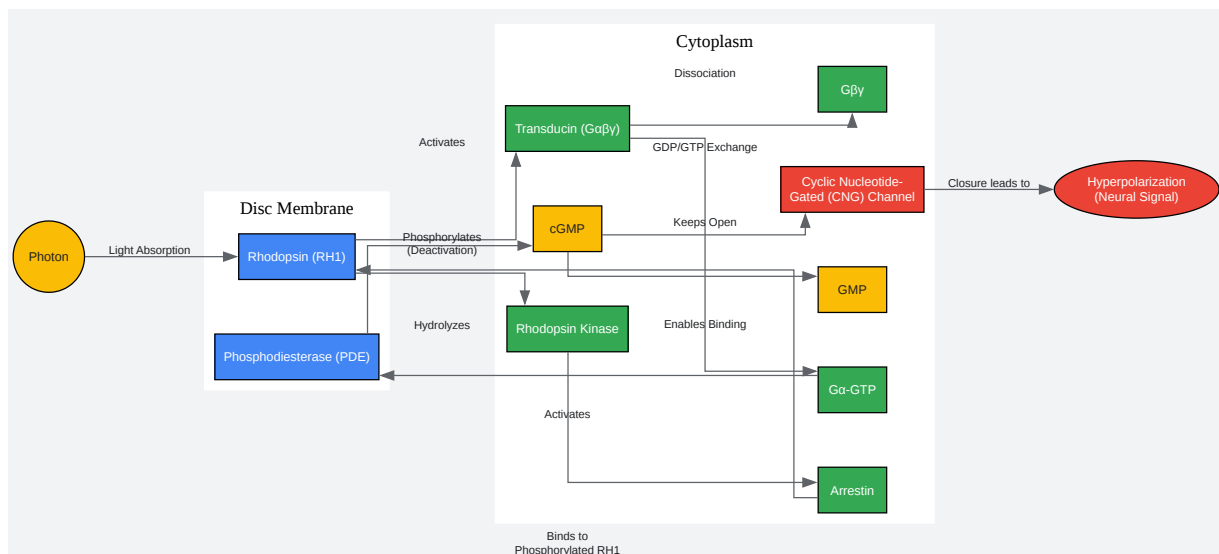 Cytoplasm
Dissociation
Gβγ
Transducin (Gαβγ)
Activates
GDP/GTP Exchange
Cyclic Nucleotide-
Gated (CNG) Channel
Closure leads to
Hyperpolarization
(Neural Signal)
Disc Membrane
cGMP
Keeps Open
Phosphorylates
(Deactivation)
Photon
Light Absorption
Rhodopsin (RH1)
GMP
Hydrolyzes
Rhodopsin Kinase
Enables Binding
Phosphodiesterase (PDE)
Gα-GTP
Activates
Arrestin
Binds to
Phosphorylated RH1